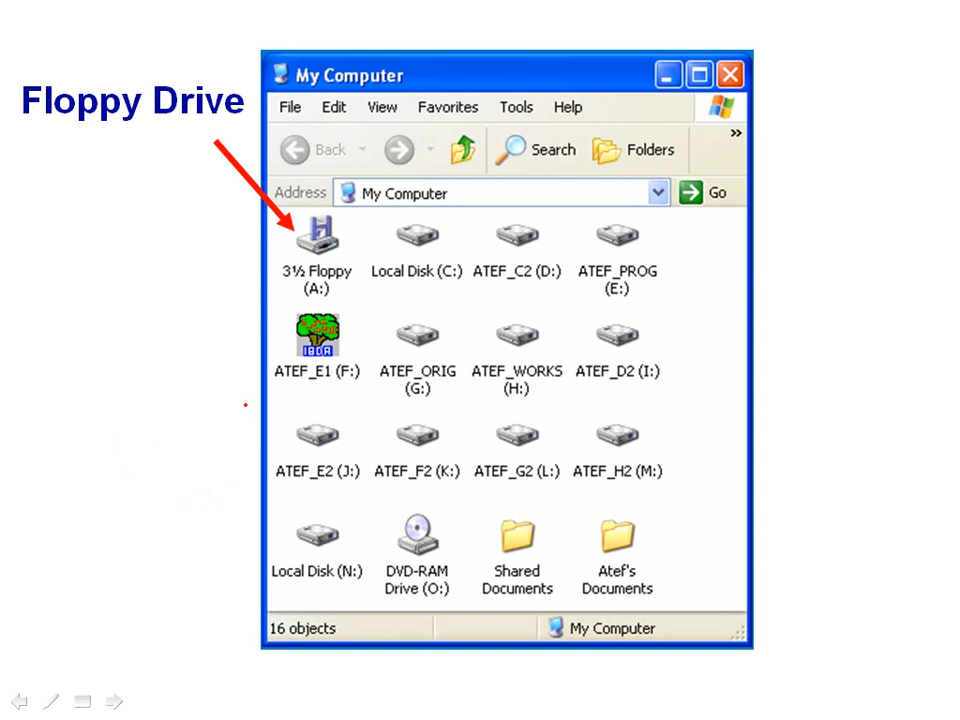 Floppy Drive
My Computer
File Edit View Favorites Tools Help
Back Search Folders »
Address My Computer Go
3½ Floppy (A:)
Local Disk (C:)
ATEF_C2 (D:)
ATEF_PROG (E:)
IBDA
ATEF_E1 (F:)
ATEF_ORIG (G:)
ATEF_WORKS (H:)
ATEF_D2 (I:)
ATEF_E2 (J:)
ATEF_F2 (K:)
ATEF_G2 (L:)
ATEF_H2 (M:)
Local Disk (N:)
DVD-RAM Drive (O:)
Shared Documents
Atef's Documents
16 objects My Computer